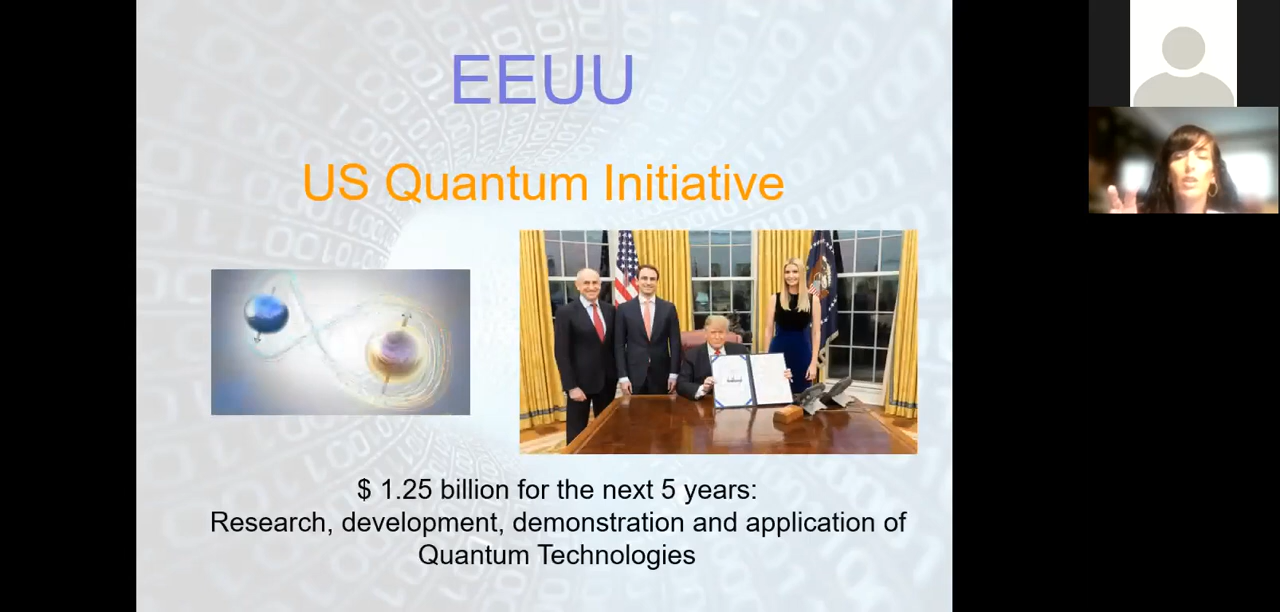 EEUU
US Quantum Initiative
$ 1.25 billion for the next 5 years:
Research, development, demonstration and application of
Quantum Technologies